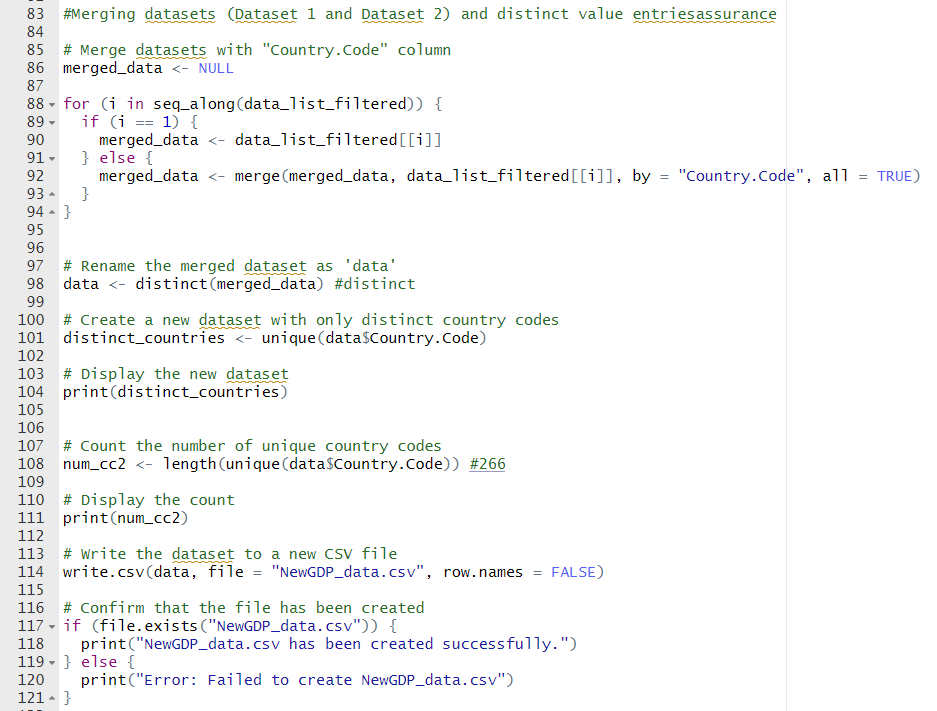 83 #Merging datasets (Dataset 1 and Dataset 2) and distinct value entriesassurance
84
85 # Merge datasets with "Country.Code" column
86 merged_data <- NULL
87
88 for (i in seq_along(data_list_filtered)) {
89   if (i == 1) {
90     merged_data <- data_list_filtered[[i]]
91   } else {
92     merged_data <- merge(merged_data, data_list_filtered[[i]], by = "Country.Code", all = TRUE)
93   }
94 }
95
96
97 # Rename the merged dataset as 'data'
98 data <- distinct(merged_data) #distinct
99
100 # Create a new dataset with only distinct country codes
101 distinct_countries <- unique(data$Country.Code)
102
103 # Display the new dataset
104 print(distinct_countries)
105
106
107 # Count the number of unique country codes
108 num_cc2 <- length(unique(data$Country.Code)) #266
109
110 # Display the count
111 print(num_cc2)
112
113 # Write the dataset to a new CSV file
114 write.csv(data, file = "NewGDP_data.csv", row.names = FALSE)
115
116 # Confirm that the file has been created
117 if (file.exists("NewGDP_data.csv")) {
118   print("NewGDP_data.csv has been created successfully.")
119 } else {
120   print("Error: Failed to create NewGDP_data.csv")
121 }